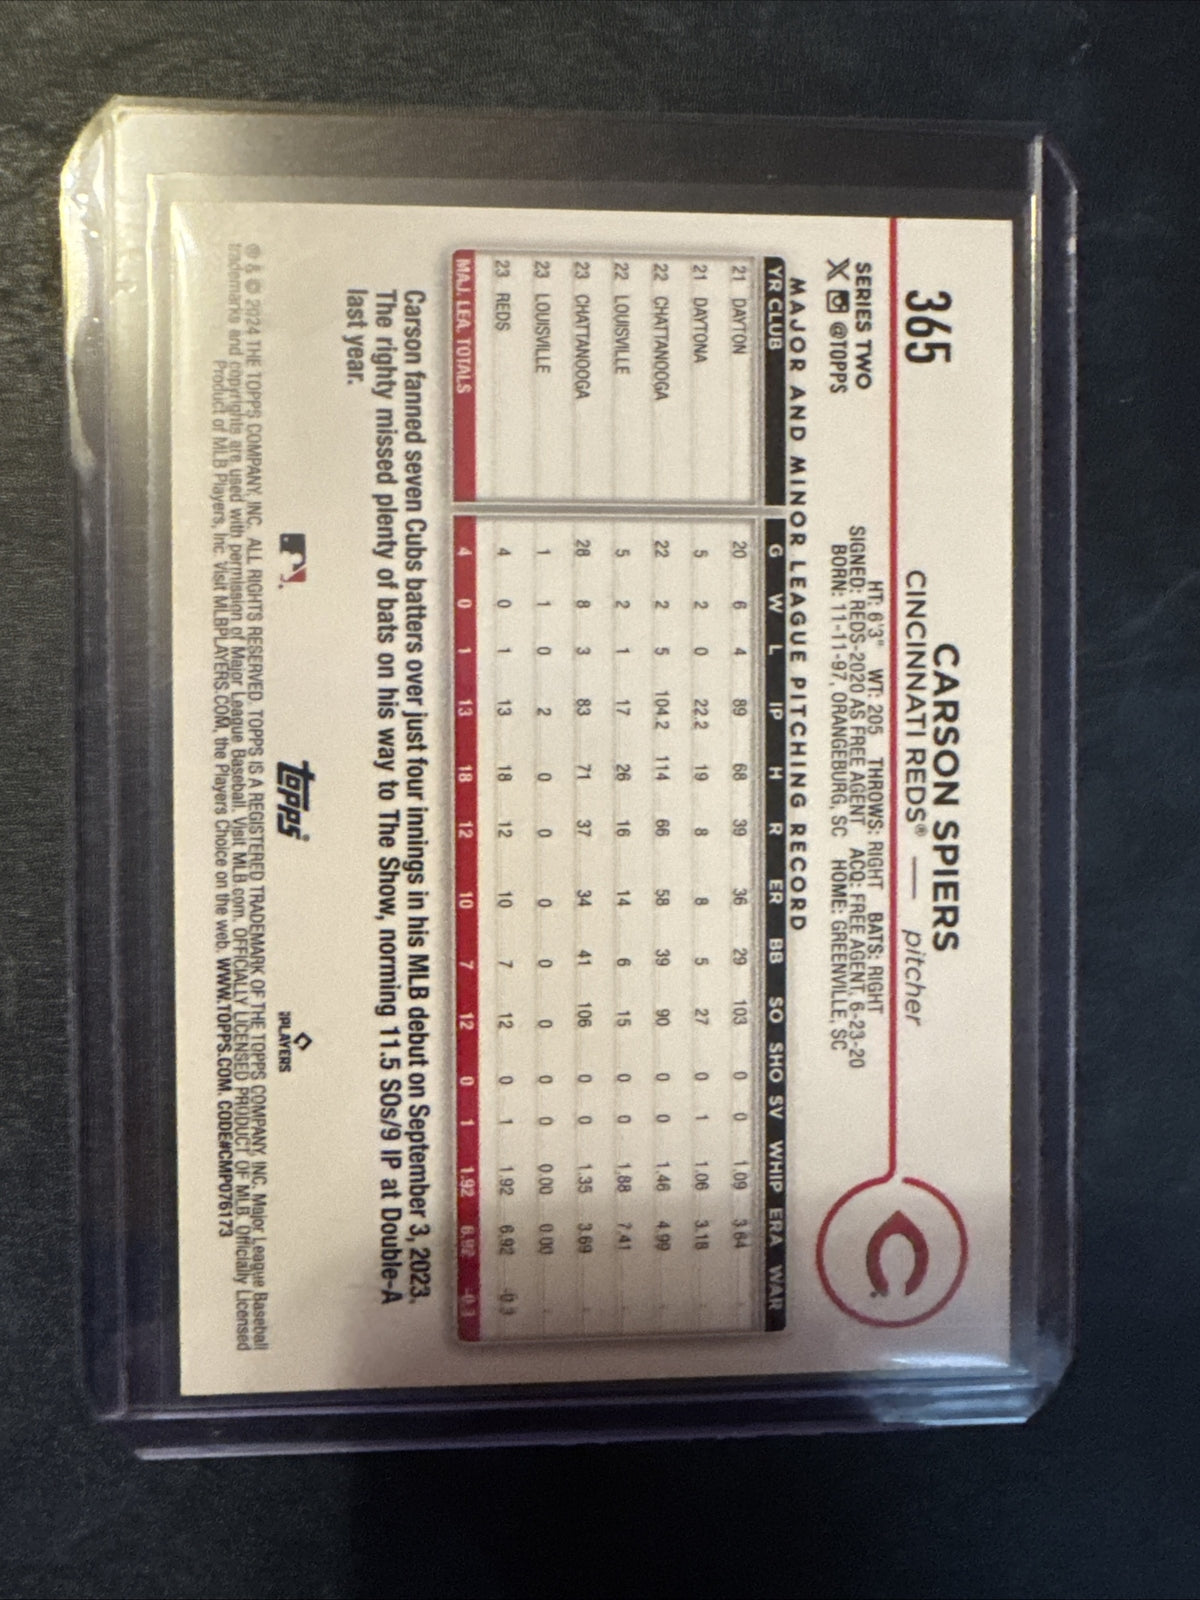 365
CARSON SPIERS
CINCINNATI REDS® — pitcher
C
SERIES TWO
X @TOPPS
HT: 6'3" WT: 205 THROWS: RIGHT BATS: RIGHT
SIGNED: REDS-2020 AS FREE AGENT ACQ: FREE AGENT, 6-23-20
BORN: 11-11-97, ORANGEBURG, SC HOME: GREENVILLE, SC
MAJOR AND MINOR LEAGUE PITCHING RECORD
YR CLUB G W L IP H R ER BB SO SHO SV WHIP ERA WAR
21 DAYTON 20 6 4 89 68 39 36 29 103 0 0 1.09 3.64
21 DAYTONA 5 2 0 22.2 19 8 8 5 27 0 1 1.06 3.18
22 CHATTANOOGA 22 2 5 104.2 114 66 58 39 90 0 0 1.46 4.99
22 LOUISVILLE 5 2 1 17 26 16 14 6 15 0 0 1.88 7.41
23 CHATTANOOGA 28 8 3 83 71 37 34 41 106 0 0 1.35 3.69
23 LOUISVILLE 1 1 0 2 0 0 0 0 0 0 0 0.00 0.00
23 REDS 4 0 1 13 18 12 10 7 12 0 1 1.92 6.92 -0.3
MAJ. LEA. TOTALS 4 0 1 13 18 12 10 7 12 0 1 1.92 6.92 -0.3
Carson fanned seven Cubs batters over just four innings in his MLB debut on September 3, 2023.
The righty missed plenty of bats on his way to The Show, norming 11.5 SOs/9 IP at Double-A
last year.
topps
PLAYERS
® & © 2024 THE TOPPS COMPANY, INC. ALL RIGHTS RESERVED. TOPPS IS A REGISTERED TRADEMARK OF THE TOPPS COMPANY, INC. Major League Baseball
trademarks and copyrights are used with permission of Major League Baseball. Visit MLB.com. OFFICIALLY LICENSED PRODUCT OF MLB. Officially Licensed
Product of MLB Players, Inc. Visit MLBPLAYERS.COM, the Players Choice on the web. WWW.TOPPS.COM. CODE#CMP076173